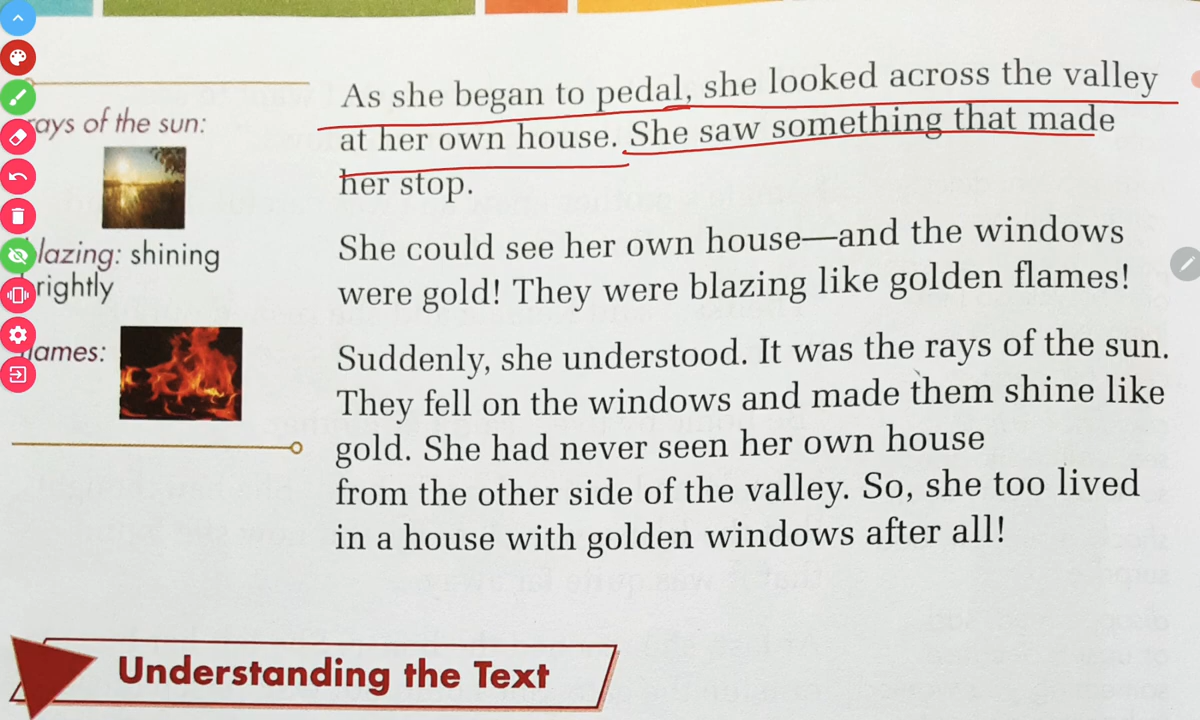 rays of the sun:
lazing: shining
rightly
lames:
As she began to pedal, she looked across the valley
at her own house. She saw something that made
her stop.
She could see her own house—and the windows
were gold! They were blazing like golden flames!
Suddenly, she understood. It was the rays of the sun.
They fell on the windows and made them shine like
gold. She had never seen her own house
from the other side of the valley. So, she too lived
in a house with golden windows after all!
Understanding the Text